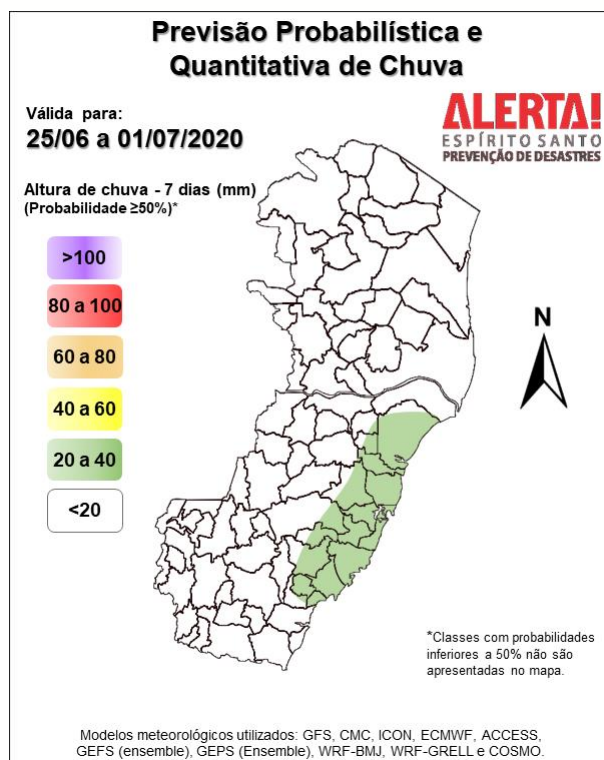 Previsão Probabilística e
Quantitativa de Chuva
Válida para:
25/06 a 01/07/2020
ALERTA!
ESPÍRITO SANTO
PREVENÇÃO DE DESASTRES
Altura de chuva - 7 dias (mm)
(Probabilidade ≥50%)*
>100
80 a 100
60 a 80
40 a 60
20 a 40
<20
N
*Classes com probabilidades
inferiores a 50% não são
apresentadas no mapa.
Modelos meteorológicos utilizados: GFS, CMC, ICON, ECMWF, ACCESS,
GEFS (ensemble), GEPS (Ensemble), WRF-BMJ, WRF-GRELL e COSMO.